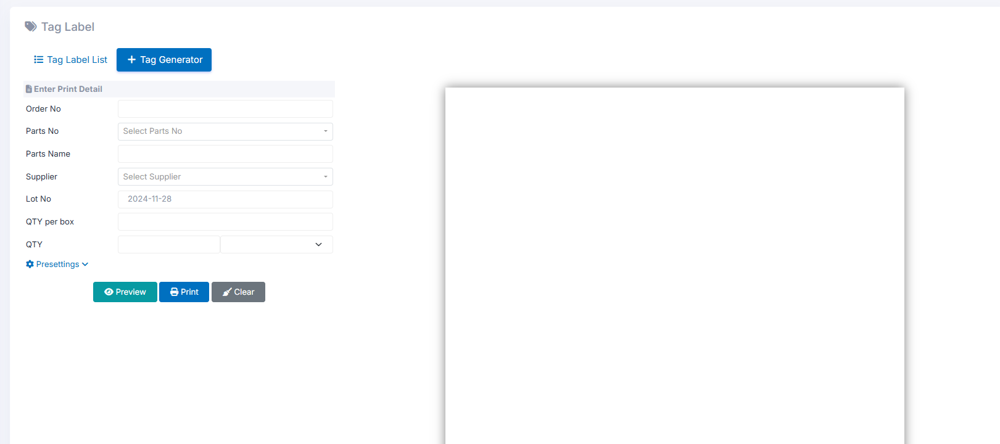 Tag Label
Tag Label List
Tag Generator
Enter Print Detail
Order No
Parts No
Select Parts No
Parts Name
Supplier
Select Supplier
Lot No
2024-11-28
QTY per box
QTY
Presettings
Preview
Print
Clear